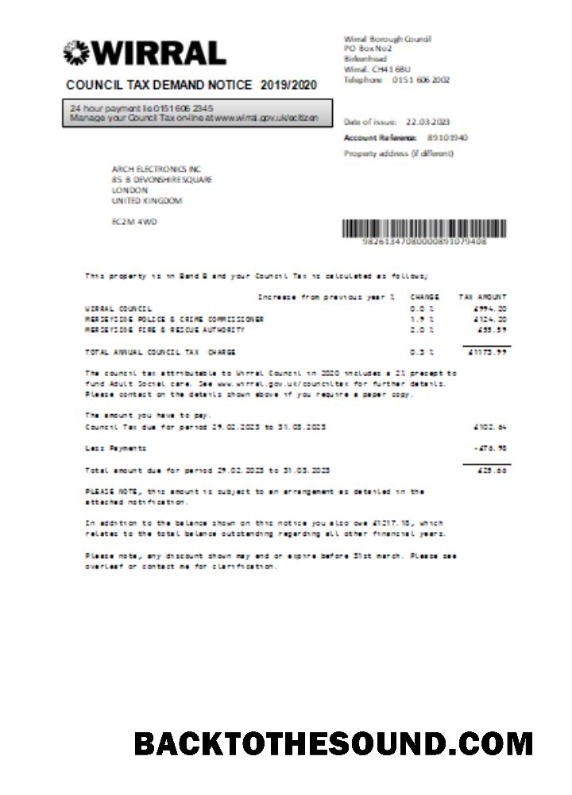 WIRRAL
COUNCIL TAX DEMAND NOTICE 2019/2020
24 hour payment lie 0151 606 2345
Manage your Council Tax on-line at www.wirral.gov.uk/ecitizen
Wirral Borough Council
PO Box No2
Birkenhead
Wirral. CH41 6BU
Telephone 0151 606 2002
Date of issue: 22.03.2023
Account Reference: 89101940
Property address (if different)
ARCH ELECTRONICS INC
85 B DEVONSHIRE SQUARE
LONDON
UNITED KINGDOM
EC2M 4WD
98261347080000891079408
This property is in Band B and your Council Tax is calculated as follows;
Increase from previous year % CHANGE TAX AMOUNT
WIRRAL COUNCIL 0.0 % £994.20
MERSEYSIDE POLICE & CRIME COMMISSIONER 1.9 % £124.20
MERSEYSIDE FIRE & RESCUE AUTHORITY 2.0 % £55.59
TOTAL ANNUAL COUNCIL TAX CHARGE 0.3 % £1173.99
The council tax attributable to Wirral Council in 2020 includes a 2% precept to
fund Adult Social care. See www.wirral.gov.uk/counciltax for further details.
Please contact on the details shown above if you require a paper copy.
The amount you have to pay.
Council Tax due for period 29.02.2023 to 31.03.2023 £102.64
Less Payments -£76.98
Total amount due for period 29.02.2023 to 31.03.2023 £25.66
PLEASE NOTE, this amount is subject to an arrangement as detailed in the
attached notification.
In addition to the balance shown on this notice you also owe £1217.18, which
relates to the total balance outstanding regarding all other financial years.
Please note, any discount shown may end or expire before 31st march. Please see
overleaf or contact me for clarification.
BACKTOTHESOUND.COM